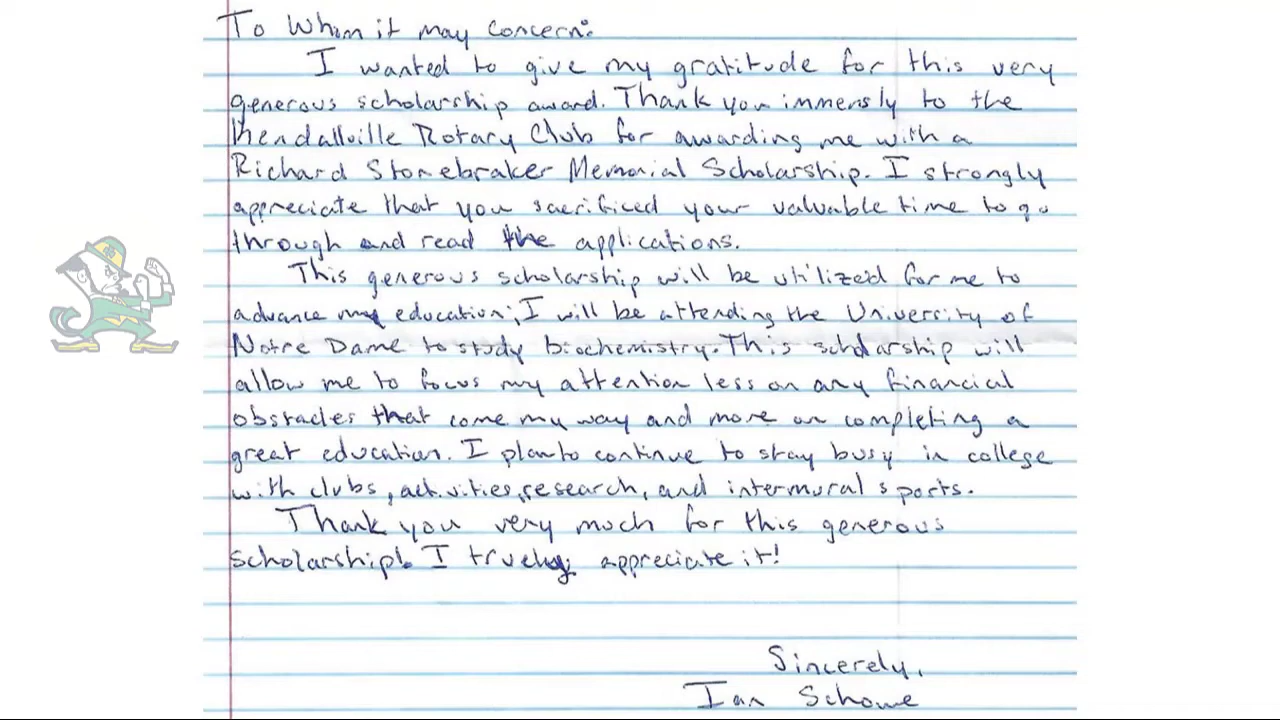 To Whom it may concern:
I wanted to give my gratitude for this very
generous scholarship award. Thank you immensly to the
Kendallville Rotary Club for awarding me with a
Richard Stonebraker Memorial Scholarship. I strongly
appreciate that you sacrificed your valuable time to go
through and read the applications.
This generous scholarship will be utilized for me to
advance my education; I will be attending the University of
Notre Dame to study biochemistry. This scholarship will
allow me to focus my attention less on any financial
obstacles that come my way and more on completing a
great education. I plan to continue to stay busy in college
with clubs, activities, research, and intermural sports.
Thank you very much for this generous
scholarship! I truely appreciate it!
Sincerely,
Ian Schowe